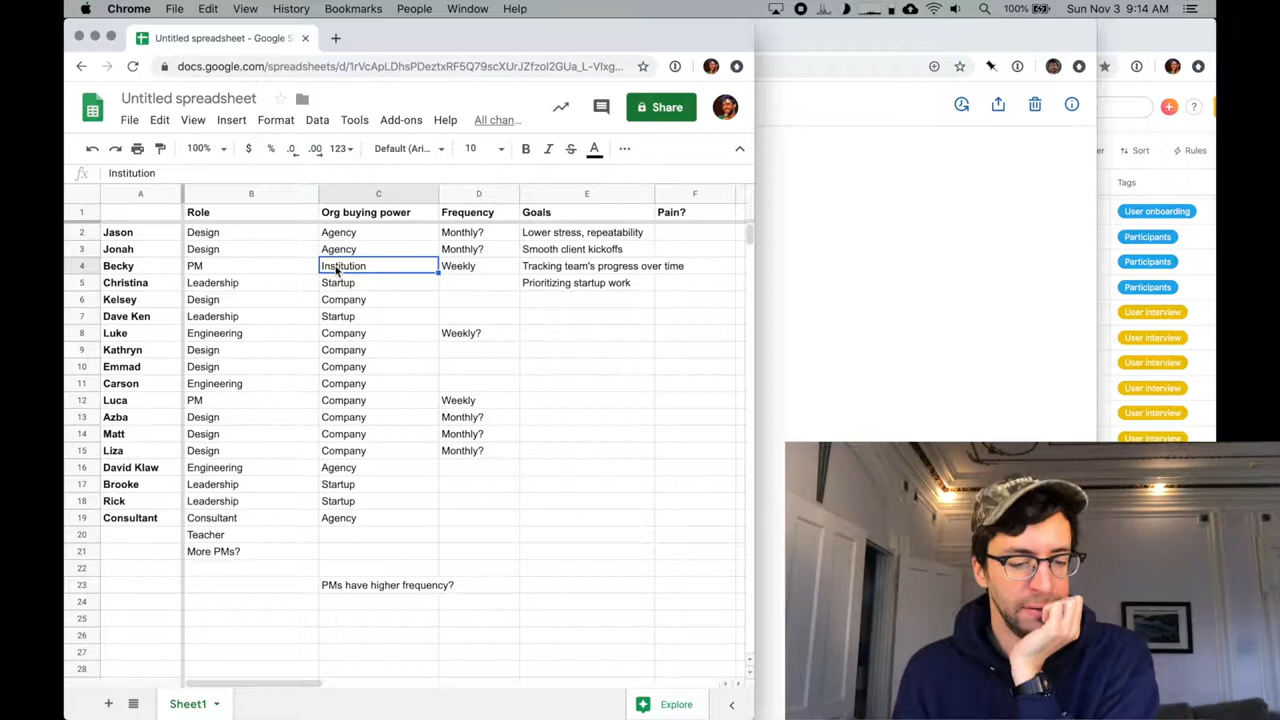 Chrome File Edit View History Bookmarks People Window Help 100% Sun Nov 3 9:14 AM
Untitled spreadsheet - Google S
docs.google.com/spreadsheets/d/1rVcApLDhsPDeztxRF5Q79scXUrJZfzoI2GUa_L-VIxg...
Untitled spreadsheet
Share
File Edit View Insert Format Data Tools Add-ons Help All chan...
100% $ % .0 .00 123 Default (Ari... 10 B I S A
fx Institution
A B C D E F
1 Role Org buying power Frequency Goals Pain?
2 Jason Design Agency Monthly? Lower stress, repeatability
3 Jonah Design Agency Monthly? Smooth client kickoffs
4 Becky PM Institution Weekly Tracking team's progress over time
5 Christina Leadership Startup Prioritizing startup work
6 Kelsey Design Company
7 Dave Ken Leadership Startup
8 Luke Engineering Company Weekly?
9 Kathryn Design Company
10 Emmad Design Company
11 Carson Engineering Company
12 Luca PM Company Weekly
13 Azba Design Company Monthly?
14 Matt Design Company Monthly?
15 Liza Design Company Monthly?
16 David Klaw Engineering Agency
17 Brooke Leadership Startup
18 Rick Leadership Startup
19 Consultant Consultant Agency
20 Teacher
21 More PMs?
22
23 PMs have higher frequency?
24
25
26
27
28
Sheet1
Explore
Sort Rules
Tags
User onboarding
Participants
Participants
Participants
User interview
User interview
User interview
User interview
User interview
User interview